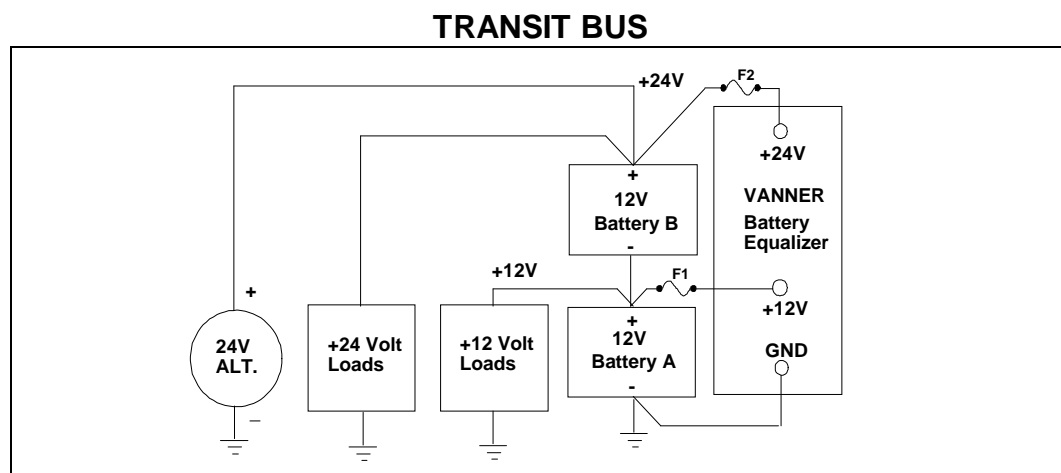 TRANSIT BUS
+24V
F2
+24V
+
12V
Battery B
-
VANNER
Battery
Equalizer
+12V
F1
+12V
+
24V
ALT.
–
+24 Volt
Loads
+12 Volt
Loads
+
12V
Battery A
-
GND